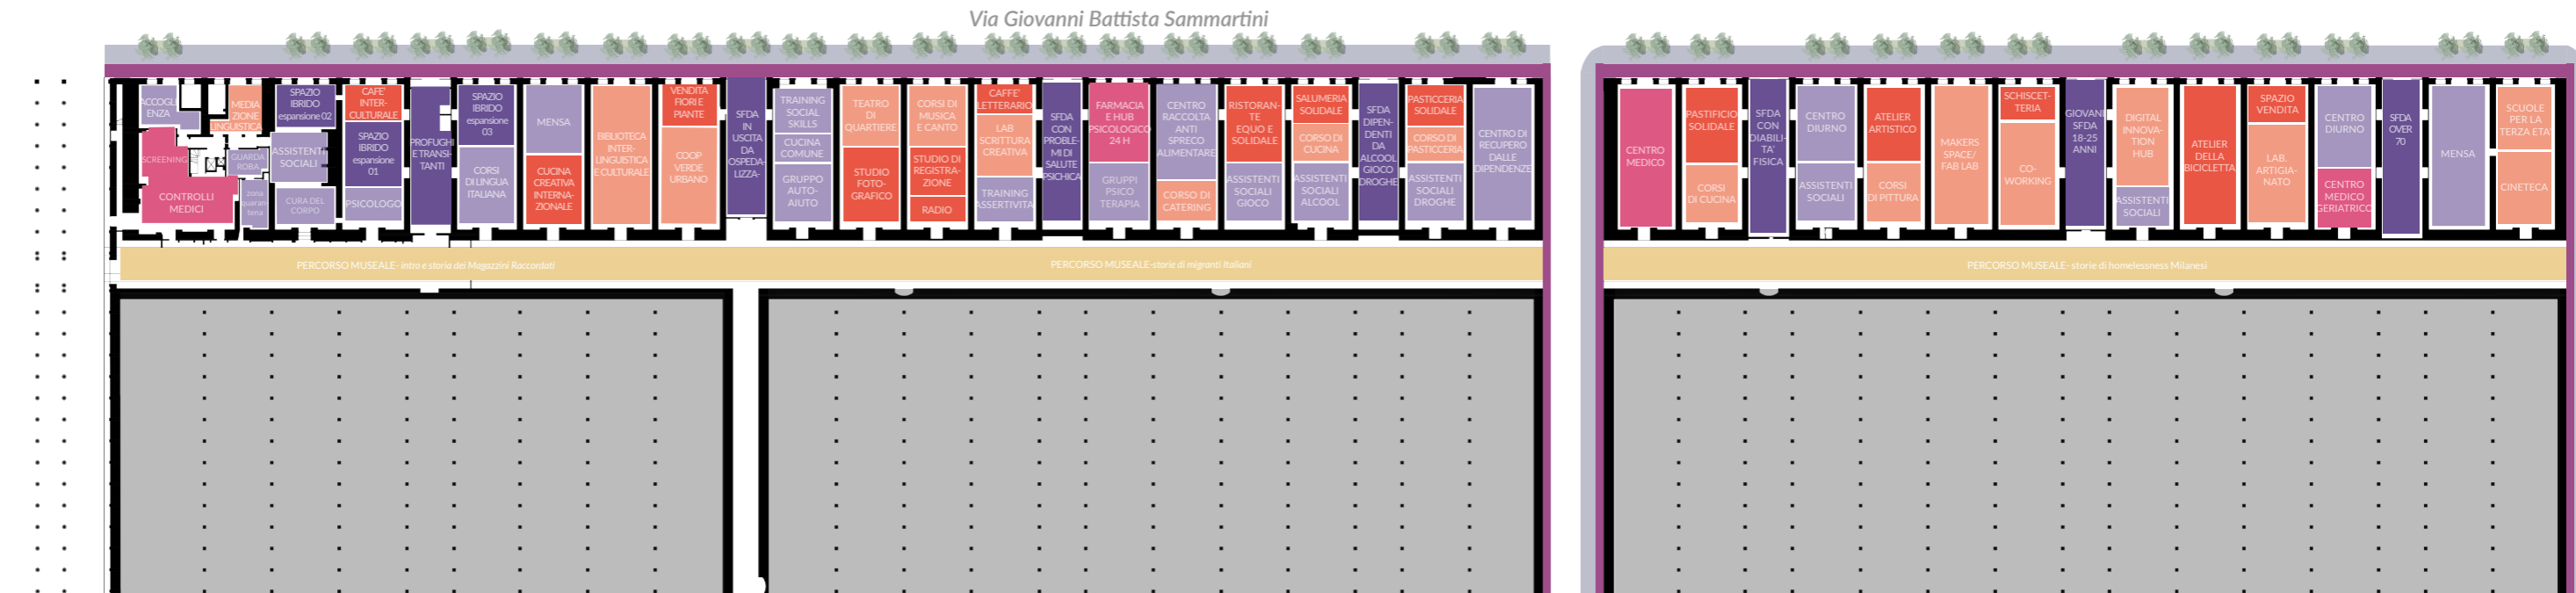 Via Giovanni Battista Sammartini
ACCOGLI
ENZA
MEDIA
ZIONE
LINGUISTICA
SCREENING
CONTROLLI
MEDICI
GUARDA
ROBA
zona
quaran
tena
SPAZIO
IBRIDO
espansione 02
ASSISTENTI
SOCIALI
CURA DEL
CORPO
CAFE'
INTER-
CULTURALE
SPAZIO
IBRIDO
espansione
01
PSICOLOGO
PROFUGHI
E TRANSI-
TANTI
SPAZIO
IBRIDO
espansione
03
CORSI
DI LINGUA
ITALIANA
MENSA
CUCINA
CREATIVA
INTERNA-
ZIONALE
BIBLIOTECA
INTER-
LINGUISTICA
E CULTURALE
VENDITA
FIORI E
PIANTE
COOP
VERDE
URBANO
SFDA
IN
USCITA
DA
OSPEDA-
LIZZA-
TRAINING
SOCIAL
SKILLS
CUCINA
COMUNE
GRUPPO
AUTO-
AIUTO
TEATRO
DI
QUARTIERE
STUDIO
FOTO-
GRAFICO
CORSI DI
MUSICA
E CANTO
STUDIO DI
REGISTRA-
ZIONE
RADIO
CAFFE'
LETTERARIO
LAB
SCRITTURA
CREATIVA
TRAINING
ASSERTIVITA'
SFDA
CON
PROBLE-
MI DI
SALUTE
PSICHICA
FARMACIA
E HUB
PSICOLOGICO
24 H
GRUPPI
PSICO
TERAPIA
CENTRO
RACCOLTA
ANTI
SPRECO
ALIMENTARE
CORSO DI
CATERING
RISTORAN-
TE
EQUO E
SOLIDALE
ASSISTENTI
SOCIALI
GIOCO
SALUMERIA
SOLIDALE
CORSO DI
CUCINA
ASSISTENTI
SOCIALI
ALCOOL
SFDA
DIPEN-
DENTI
DA
ALCOOL
GIOCO
DROGHE
PASTICCERIA
SOLIDALE
CORSO DI
PASTICCERIA
ASSISTENTI
SOCIALI
DROGHE
CENTRO DI
RECUPERO
DALLE
DIPENDENZE
CENTRO
MEDICO
PASTIFICIO
SOLIDALE
CORSI
DI CUCINA
SFDA
CON
DIABILI-
TA'
FISICA
CENTRO
DIURNO
ASSISTENTI
SOCIALI
ATELIER
ARTISTICO
CORSI
DI PITTURA
MAKERS
SPACE/
FAB LAB
SCHISCET-
TERIA
CO-
WORKING
GIOVANI
SFDA
18-25
ANNI
DIGITAL
INNOVA-
TION
HUB
ASSISTENTI
SOCIALI
ATELIER
DELLA
BICICLETTA
SPAZIO
VENDITA
LAB.
ARTIGIA-
NATO
CENTRO
DIURNO
CENTRO
MEDICO
GERIATRICO
SFDA
OVER
70
MENSA
SCUOLE
PER LA
TERZA ETA'
CINETECA
PERCORSO MUSEALE- intro e storia dei Magazzini Raccordati
PERCORSO MUSEALE-storie di migranti Italiani
PERCORSO MUSEALE- storie di homelessness Milanesi